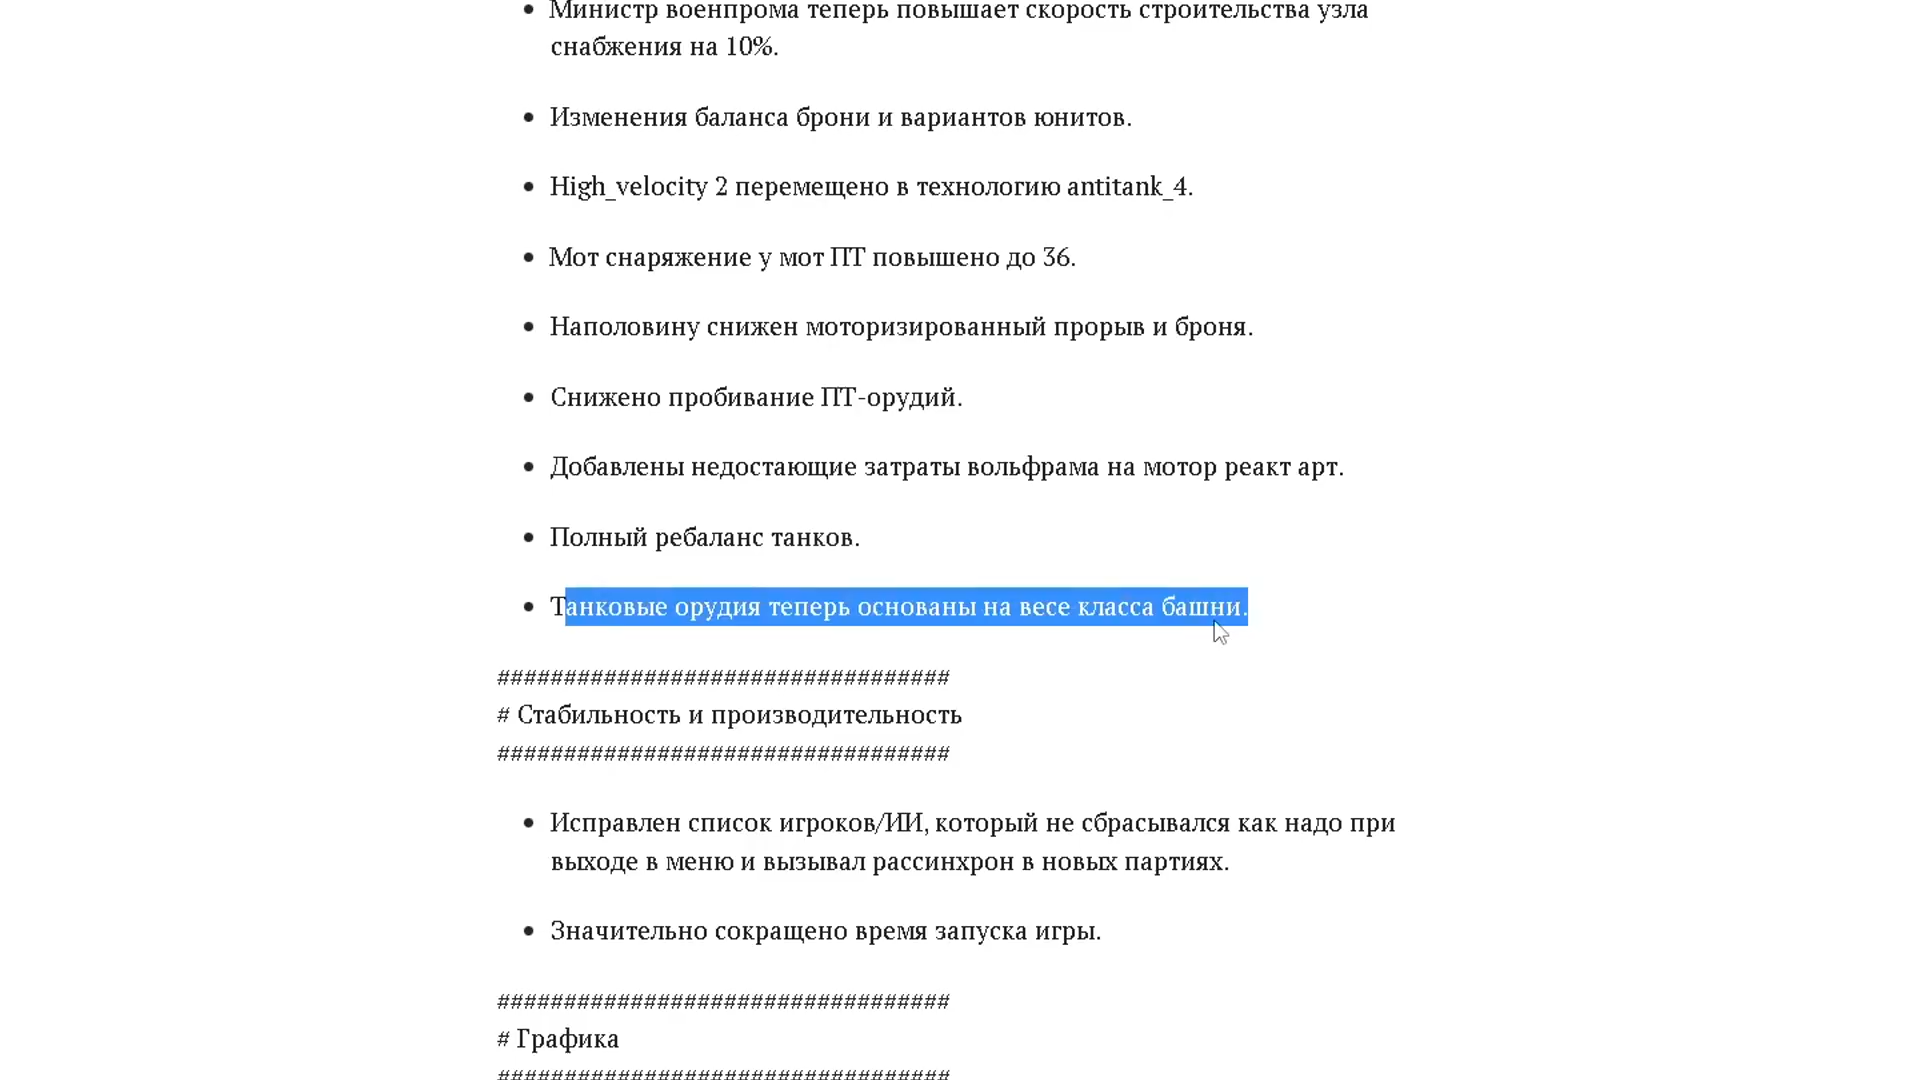 • Министр военпрома теперь повышает скорость строительства узла
снабжения на 10%.
• Изменения баланса брони и вариантов юнитов.
• High_velocity 2 перемещено в технологию antitank_4.
• Мот снаряжение у мот ПТ повышено до 36.
• Наполовину снижен моторизированный прорыв и броня.
• Снижено пробивание ПТ-орудий.
• Добавлены недостающие затраты вольфрама на мотор реакт арт.
• Полный ребаланс танков.
• Танковые орудия теперь основаны на весе класса башни.
##################################
# Стабильность и производительность
##################################
• Исправлен список игроков/ИИ, который не сбрасывался как надо при
выходе в меню и вызывал рассинхрон в новых партиях.
• Значительно сокращено время запуска игры.
##################################
# Графика
##################################